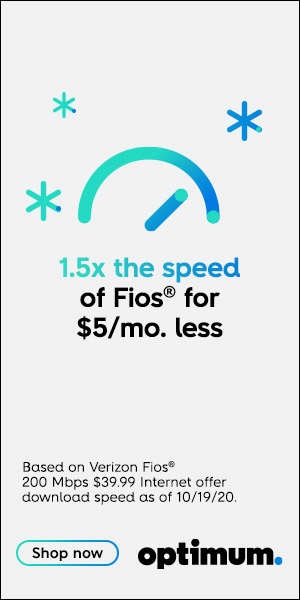 1.5x the speed
of Fios® for
$5/mo. less
Based on Verizon Fios®
200 Mbps $39.99 Internet offer
download speed as of 10/19/20.
Shop now
optimum.